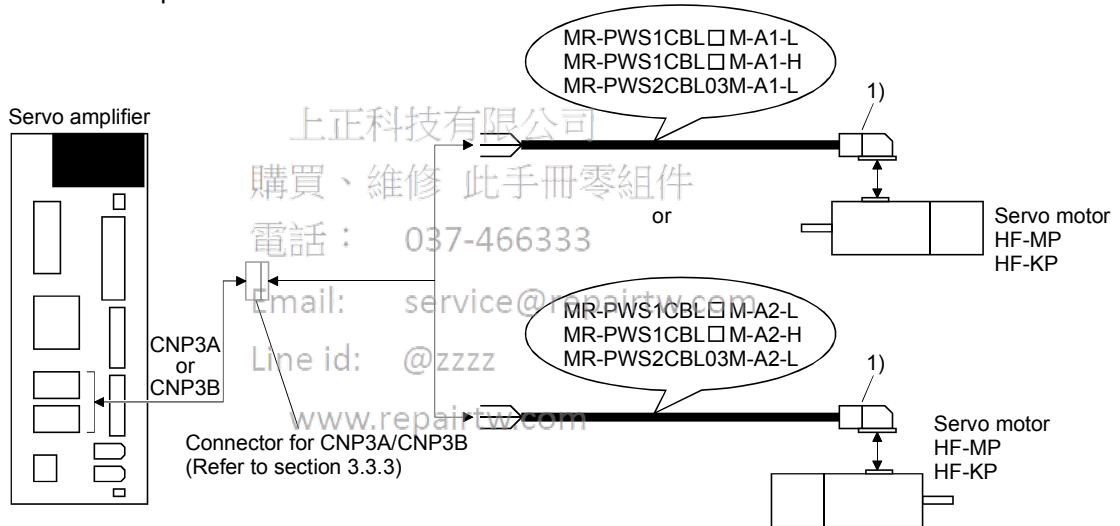 MR-PWS1CBL□M-A1-L
MR-PWS1CBL□M-A1-H
MR-PWS2CBL03M-A1-L
1)
Servo amplifier
上正科技有限公司
購買、維修 此手冊零組件
or
Servo motor
HF-MP
HF-KP
電話： 037-466333
Email: service@repairtw.com
MR-PWS1CBL□M-A2-L
MR-PWS1CBL□M-A2-H
MR-PWS2CBL03M-A2-L
CNP3A
or
CNP3B
Line id: @zzzz
1)
www.repairtw.com
Connector for CNP3A/CNP3B
(Refer to section 3.3.3)
Servo motor
HF-MP
HF-KP